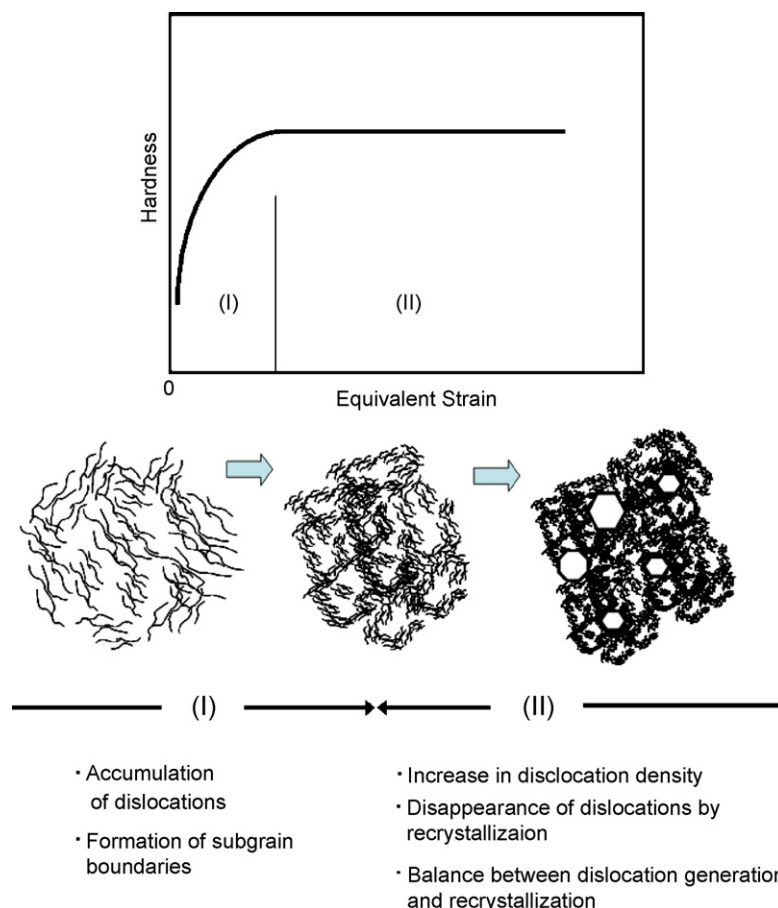 Hardness
(I)
(II)
0
Equivalent Strain
(I)
(II)
· Accumulation
of dislocations
· Formation of subgrain
boundaries
· Increase in disclocation density
· Disappearance of dislocations by
recrystallizaion
· Balance between dislocation generation
and recrystallization